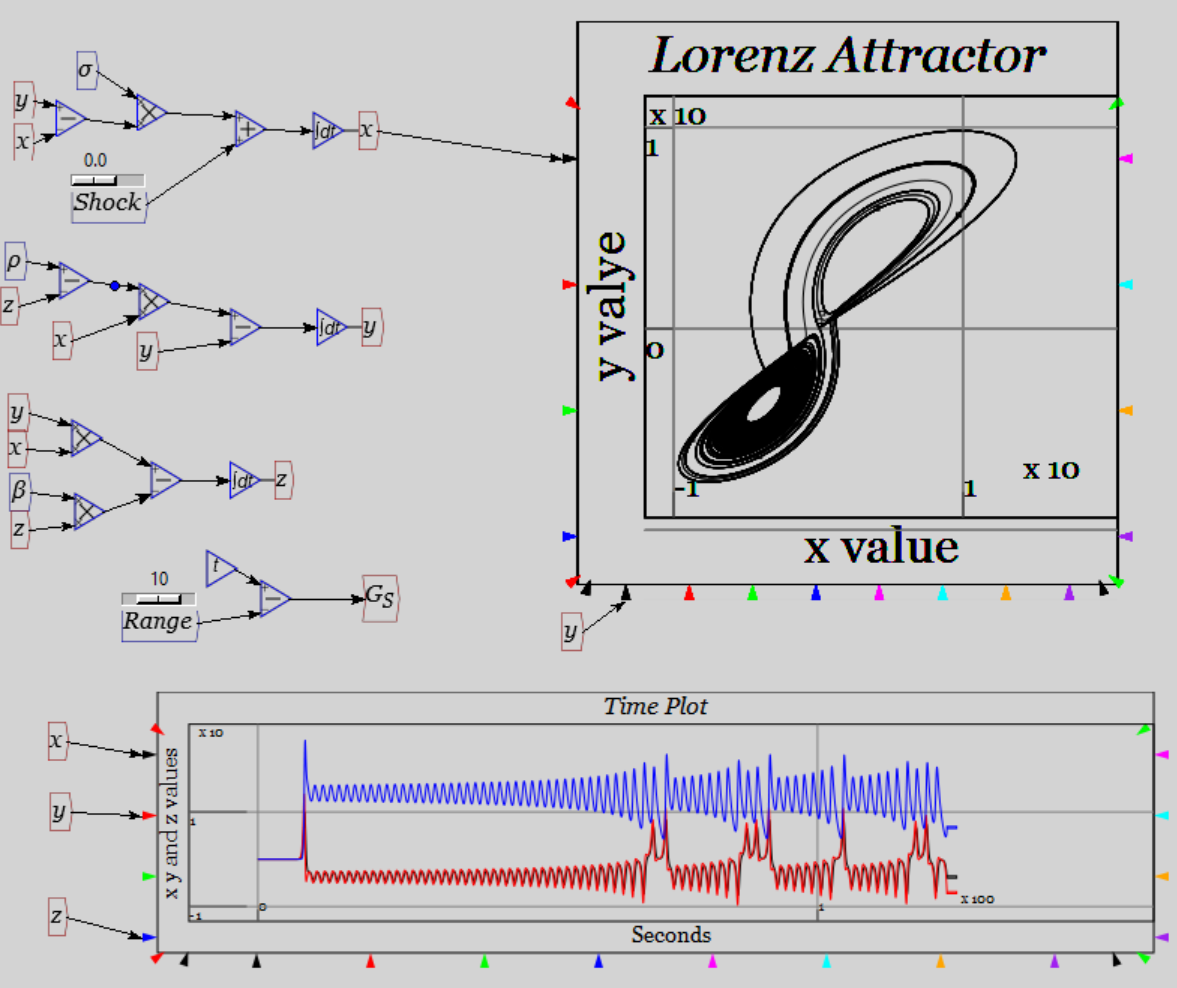 Lorenz Attractor
σ
y
x
×
+
∫dt
x
0.0
Shock
x 10
1
y valye
0
-1
1
x 10
x value
ρ
z
x
×
y
∫dt
y
y
x
×
β
z
×
∫dt
z
t
10
Range
G_S
y
Time Plot
x
y
z
x y and z values
x 10
1
-1
0
1
x 100
Seconds